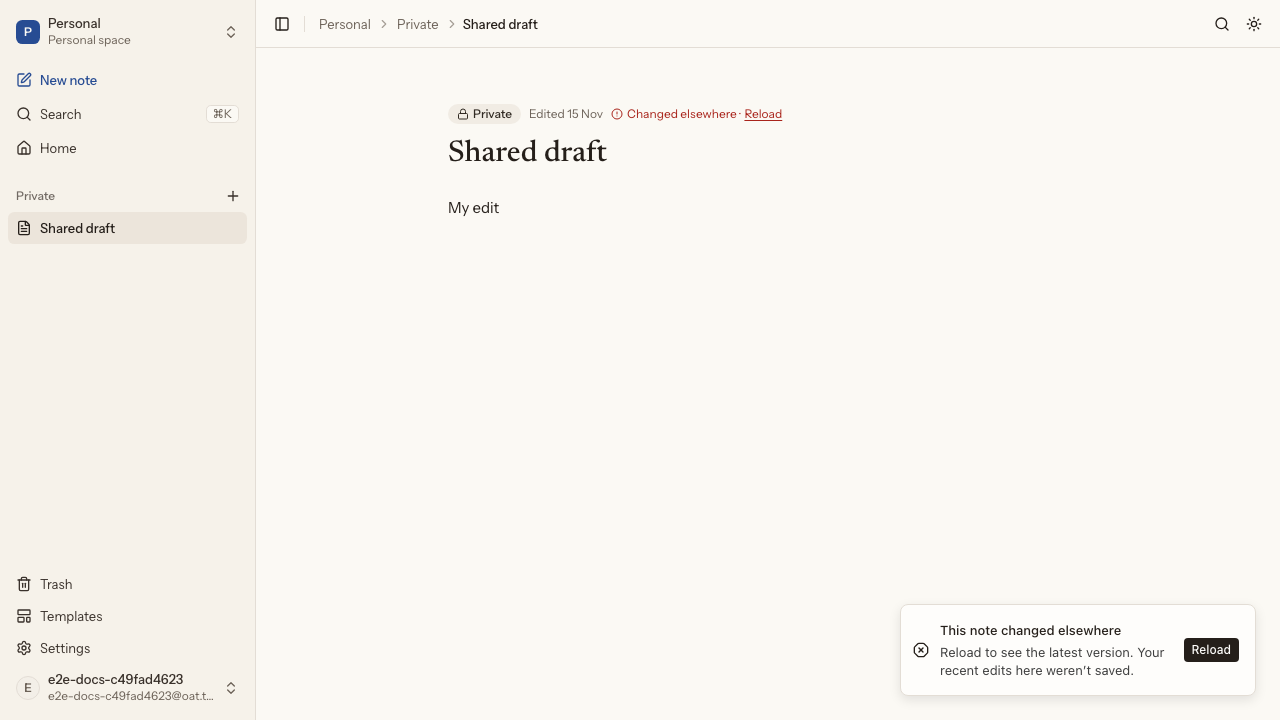 P
Personal
Personal space
New note
Search
⌘K
Home
Private
Shared draft
Trash
Templates
Settings
E
e2e-docs-c49fad4623
e2e-docs-c49fad4623@oat.t…
Personal
Private
Shared draft
Private
Edited 15 Nov
Changed elsewhere · Reload
Shared draft
My edit
This note changed elsewhere
Reload to see the latest version. Your
recent edits here weren't saved.
Reload